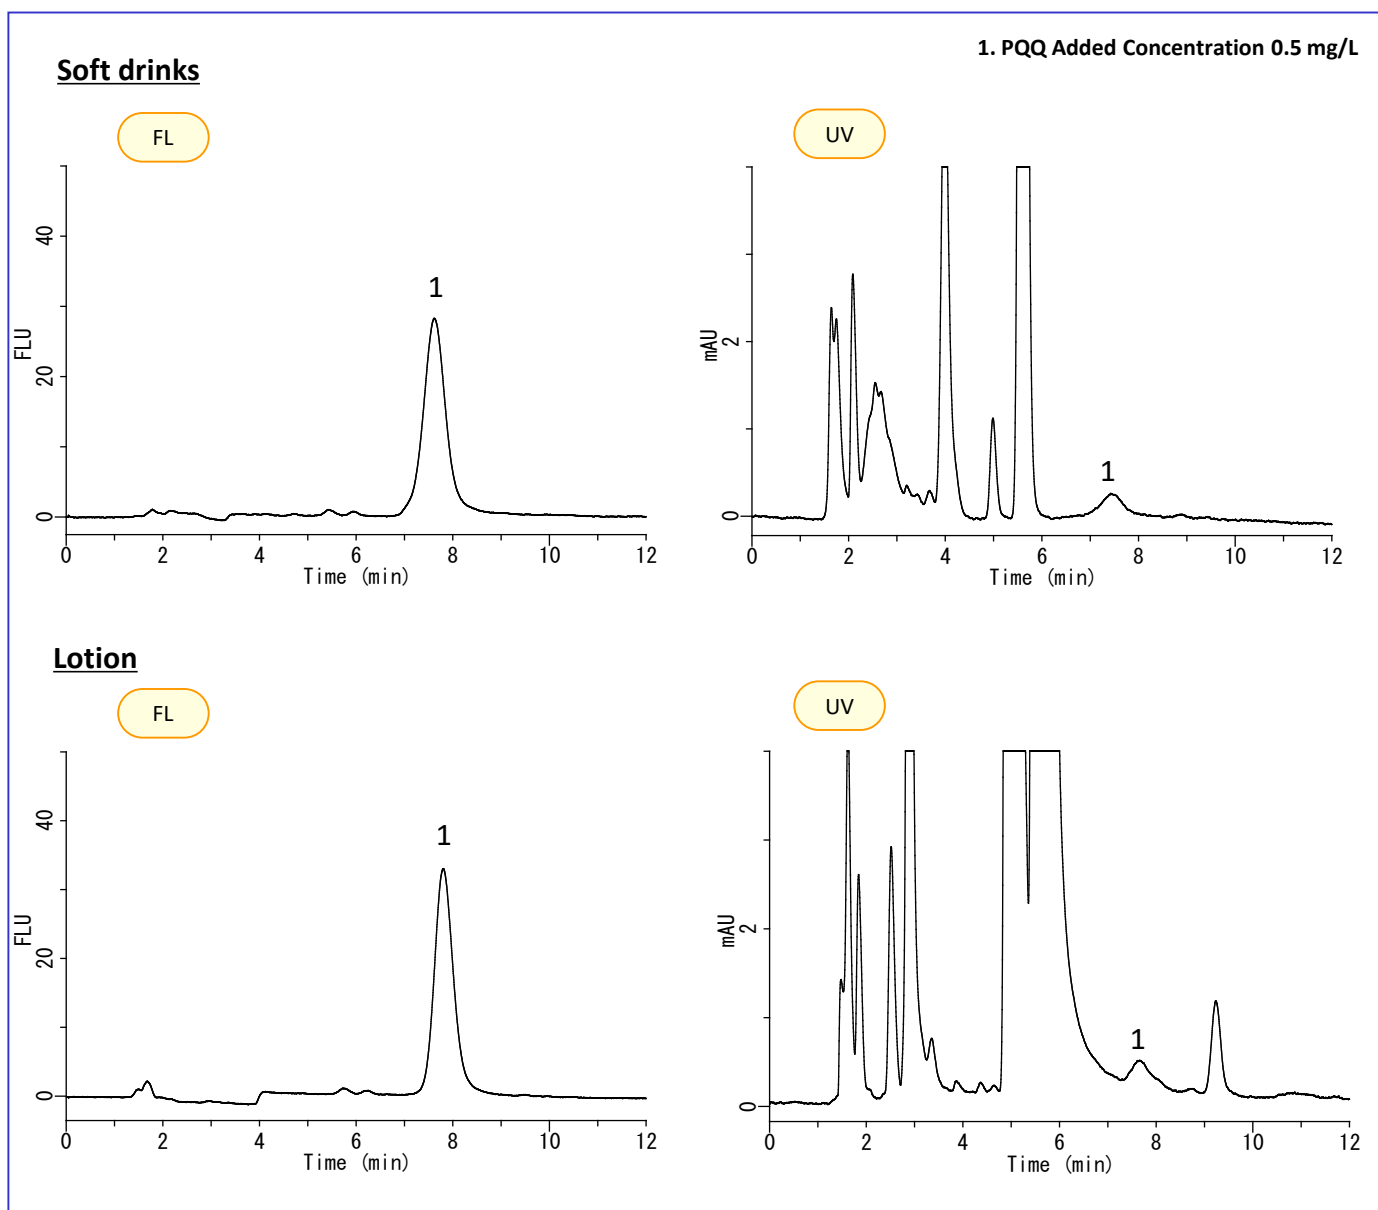 1. PQQ Added Concentration 0.5 mg/L
Soft drinks
FL
UV
40
20
0
FLU
1
0 2 4 6 8 10 12
Time (min)
2
0
mAU
1
0 2 4 6 8 10 12
Time (min)
Lotion
FL
UV
40
20
0
FLU
1
0 2 4 6 8 10 12
Time (min)
2
0
mAU
1
0 2 4 6 8 10 12
Time (min)